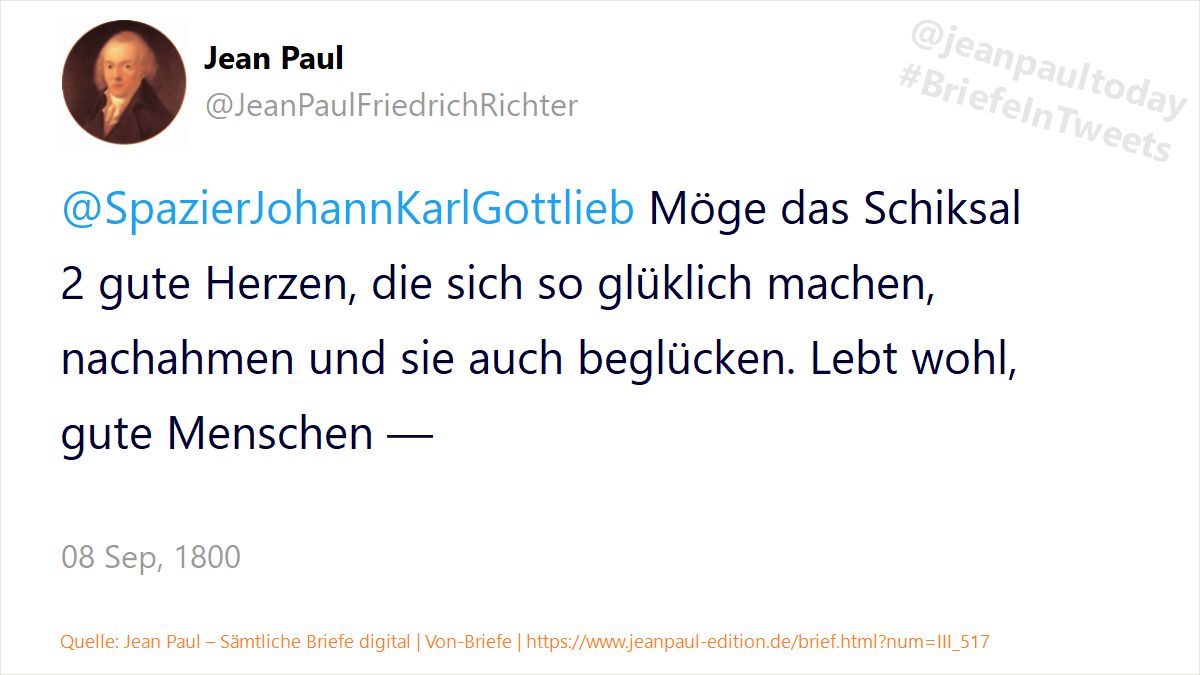 Jean Paul
@JeanPaulFriedrichRichter
@jeanpaultoday
#BriefeInTweets
@SpazierJohannKarlGottlieb Möge das Schiksal
2 gute Herzen, die sich so glüklich machen,
nachahmen und sie auch beglücken. Lebt wohl,
gute Menschen —
08 Sep, 1800
Quelle: Jean Paul – Sämtliche Briefe digital | Von-Briefe | https://www.jeanpaul-edition.de/brief.html?num=III_517